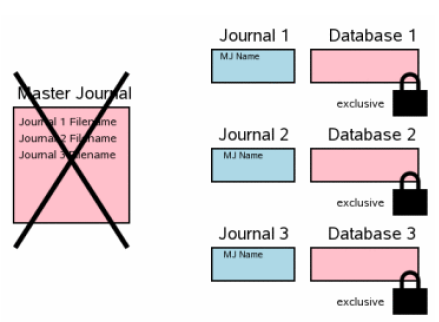 Master Journal
Journal 1 Filename
Journal 2 Filename
Journal 3 Filename
Journal 1
MJ Name
Database 1
exclusive
Journal 2
MJ Name
Database 2
exclusive
Journal 3
MJ Name
Database 3
exclusive